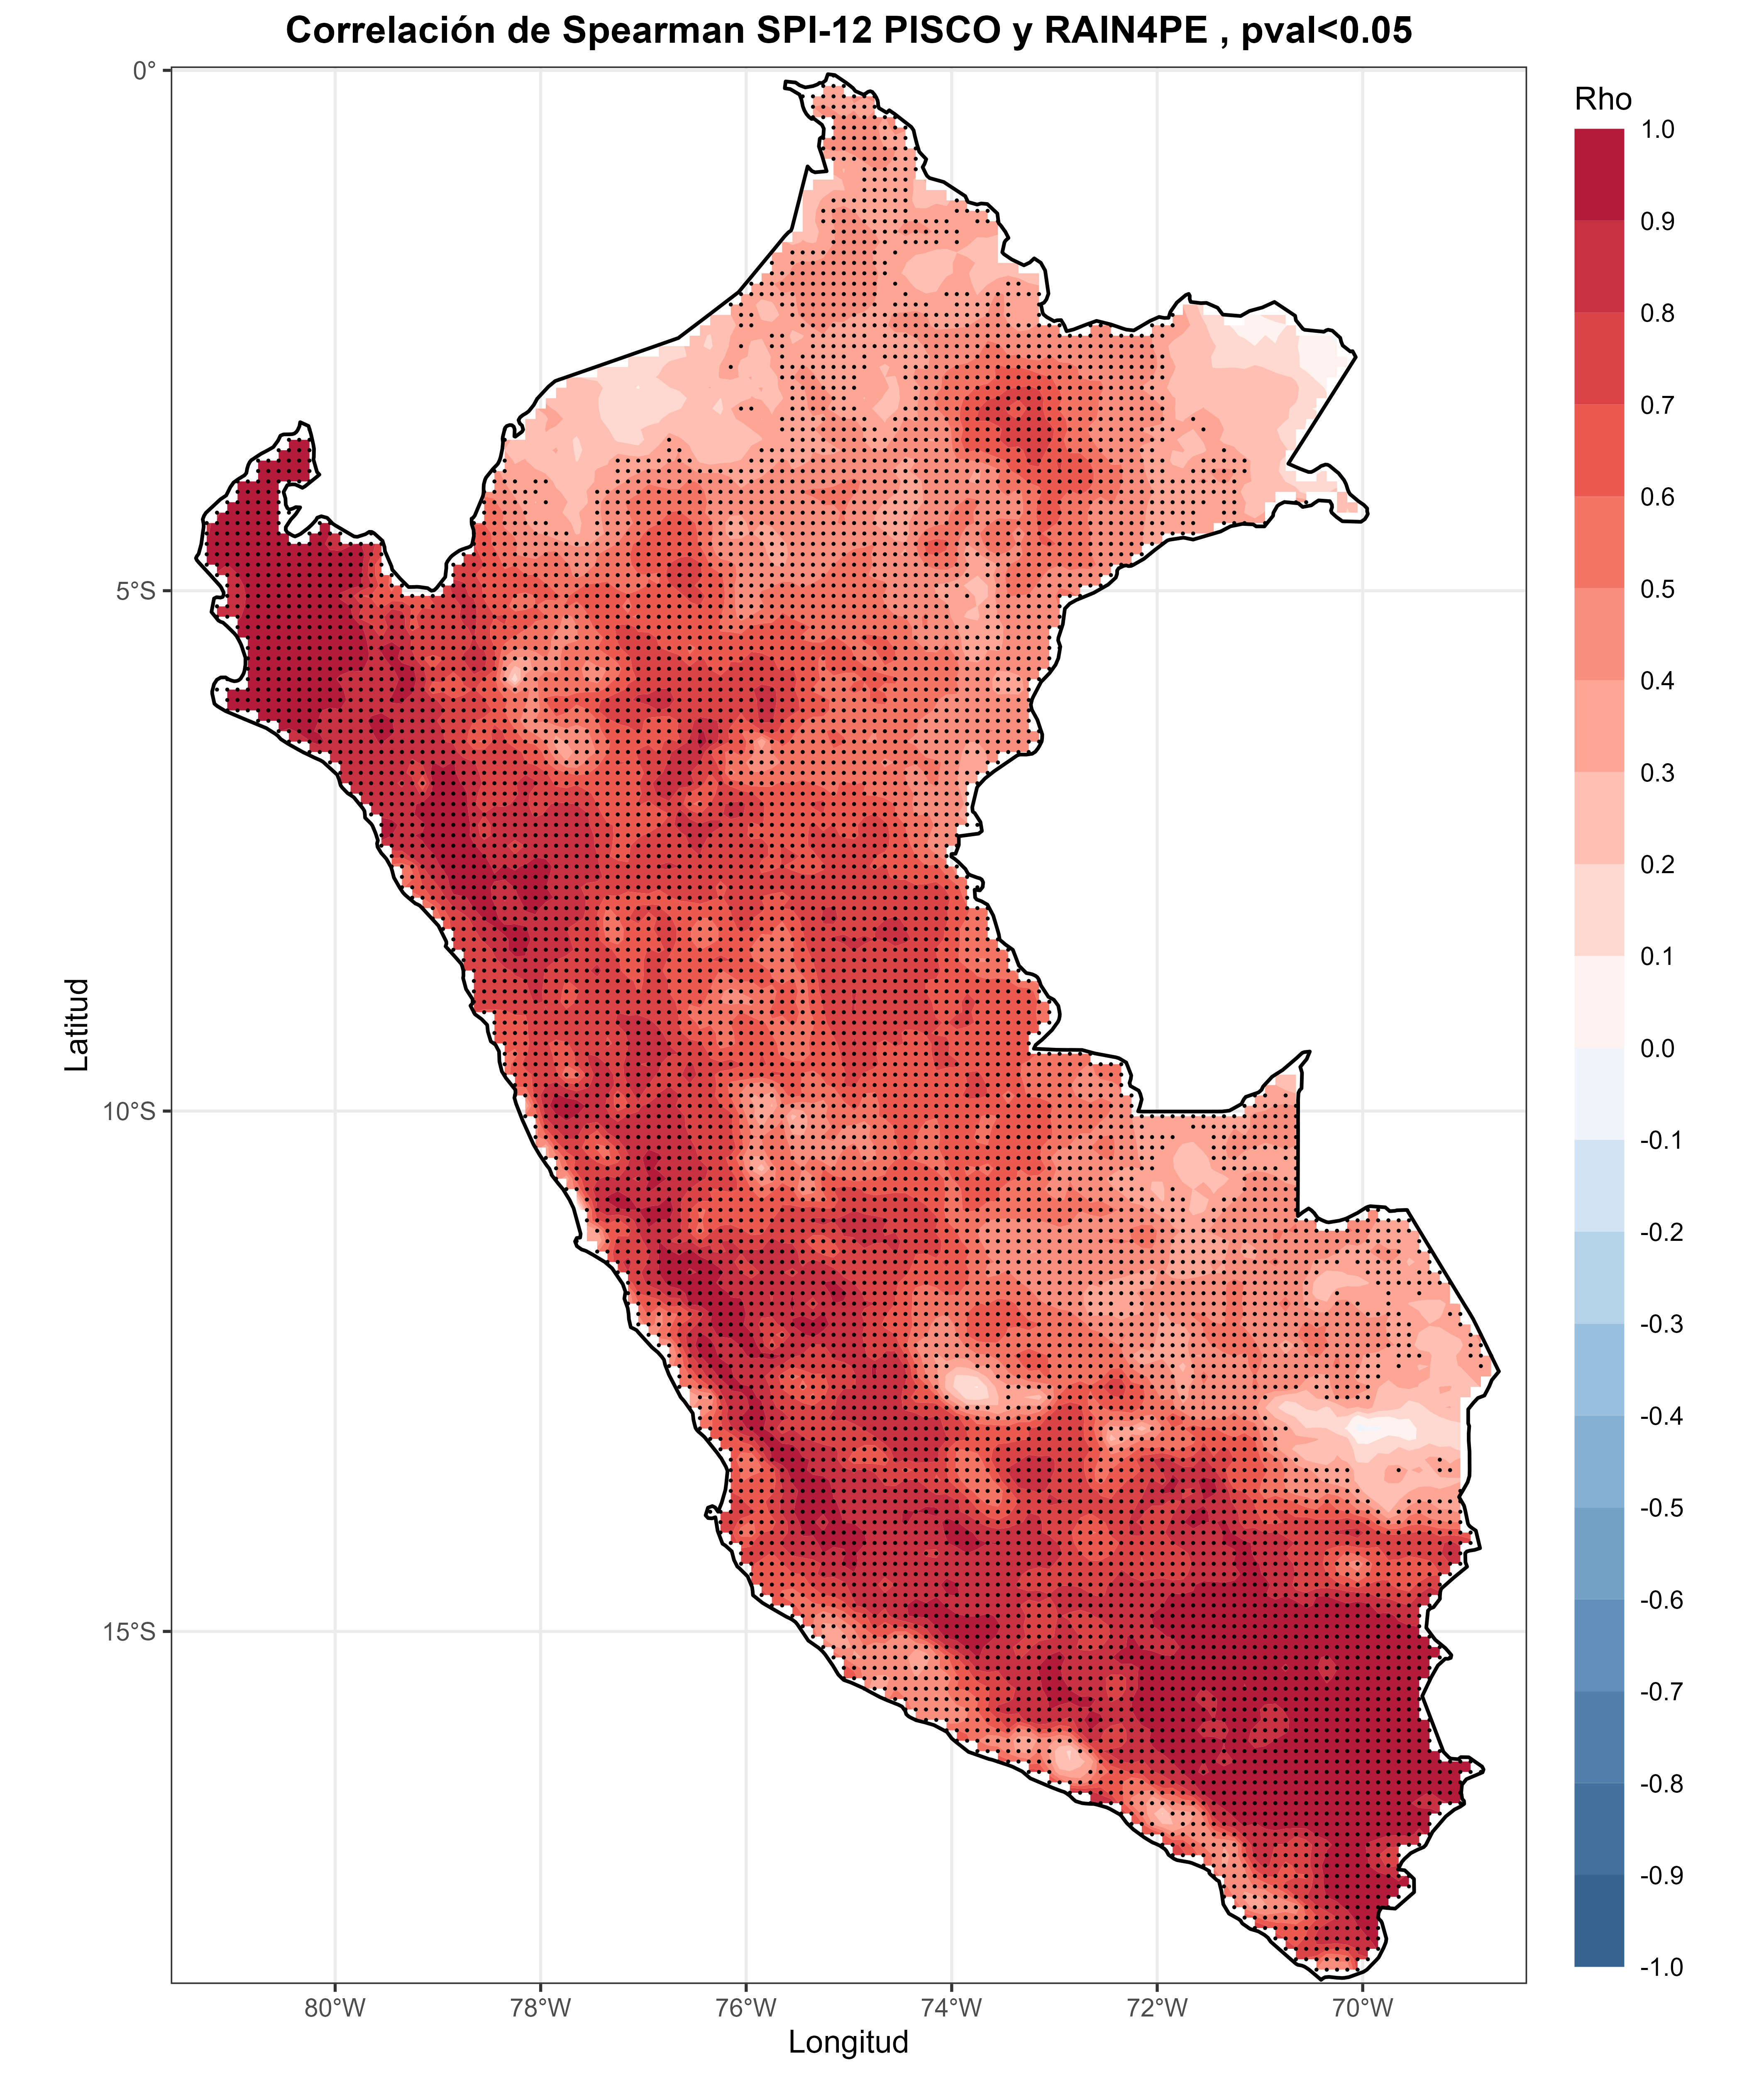 Correlación de Spearman SPI-12 PISCO y RAIN4PE , pval<0.05
Rho
1.0
0.9
0.8
0.7
0.6
0.5
0.4
0.3
0.2
0.1
0.0
-0.1
-0.2
-0.3
-0.4
-0.5
-0.6
-0.7
-0.8
-0.9
-1.0
Latitud
0°
5°S
10°S
15°S
80°W
78°W
76°W
74°W
72°W
70°W
Longitud